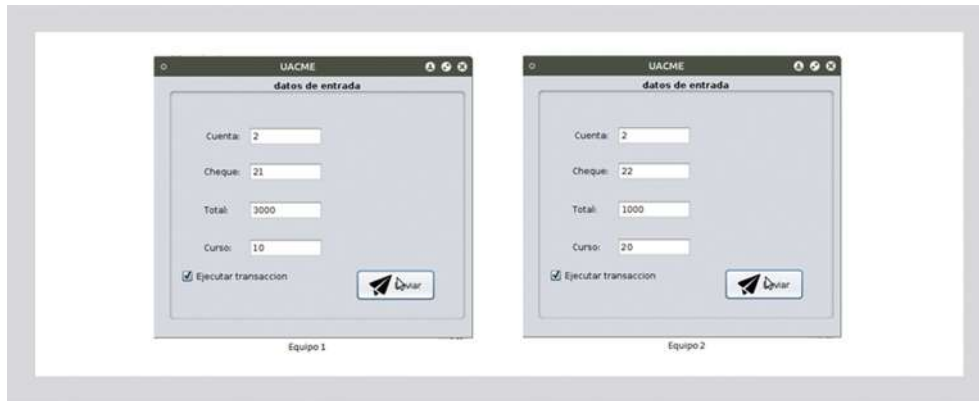 UACME
datos de entrada
Cuenta: 2
Cheque: 21
Total: 3000
Curso: 10
Ejecutar transaccion
Equipo 1
UACME
datos de entrada
Cuenta: 2
Cheque: 22
Total: 1000
Curso: 20
Ejecutar transaccion
Equipo 2